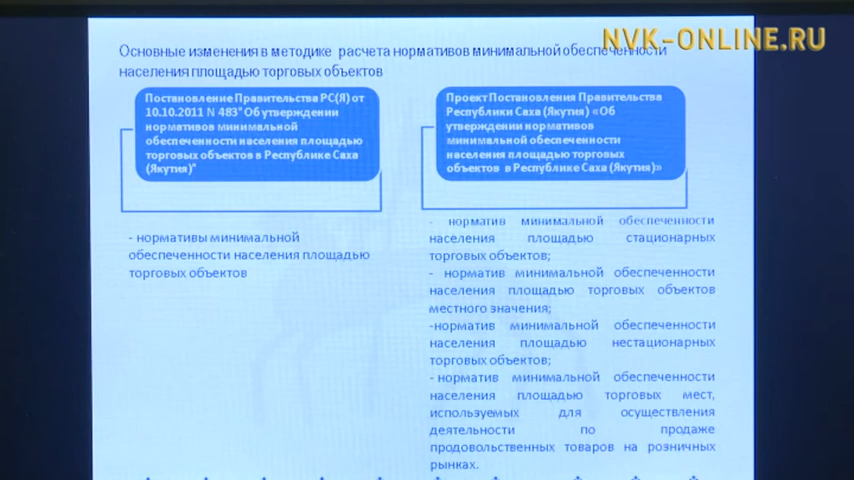 NVK-ONLINE.RU
Основные изменения в методике расчета нормативов минимальной обеспеченности
населения площадью торговых объектов
Постановление Правительства РС(Я) от
10.10.2011 N 483"Об утверждении
нормативов минимальной
обеспеченности населения площадью
торговых объектов в Республике Саха
(Якутия)"
- нормативы минимальной
обеспеченности населения площадью
торговых объектов
Проект Постановления Правительства
Республики Саха (Якутия) «Об
утверждении нормативов
минимальной обеспеченности
населения площадью торговых
объектов в Республике Саха (Якутия)»
- норматив минимальной обеспеченности
населения площадью стационарных
торговых объектов;
- норматив минимальной обеспеченности
населения площадью торговых объектов
местного значения;
-норматив минимальной обеспеченности
населения площадью нестационарных
торговых объектов;
- норматив минимальной обеспеченности
населения площадью торговых мест,
используемых для осуществления
деятельности по продаже
продовольственных товаров на розничных
рынках.